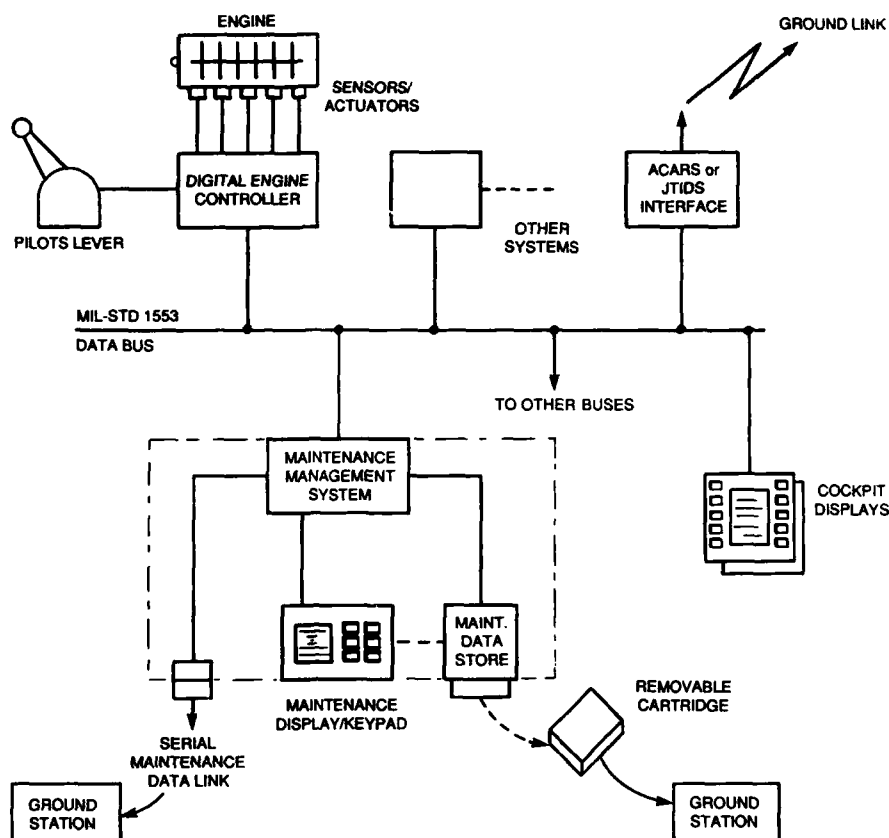 ENGINE
GROUND LINK
SENSORS/
ACTUATORS
DIGITAL ENGINE
CONTROLLER
ACARS or
JTIDS
INTERFACE
PILOTS LEVER
OTHER
SYSTEMS
MIL-STD 1553
DATA BUS
TO OTHER BUSES
MAINTENANCE
MANAGEMENT
SYSTEM
COCKPIT
DISPLAYS
MAINT.
DATA
STORE
MAINTENANCE
DISPLAY/KEYPAD
REMOVABLE
CARTRIDGE
SERIAL
MAINTENANCE
DATA LINK
GROUND
STATION
GROUND
STATION